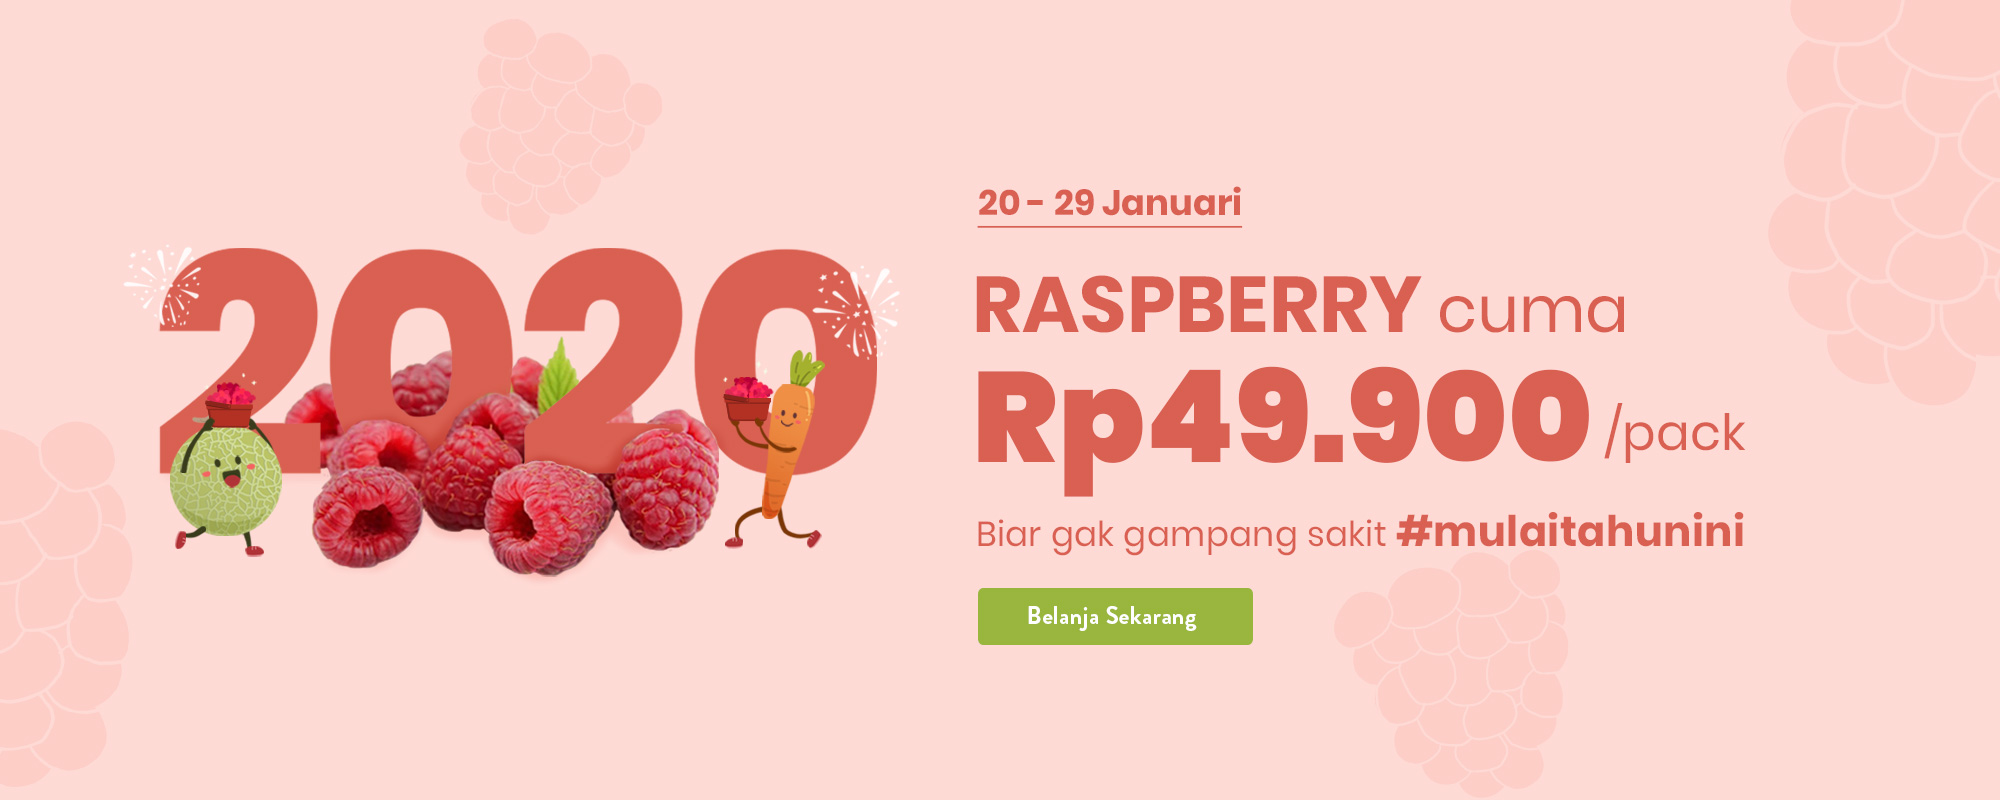 2020
20 - 29 Januari
RASPBERRY cuma
Rp49.900 /pack
Biar gak gampang sakit #mulaitahunini
Belanja Sekarang